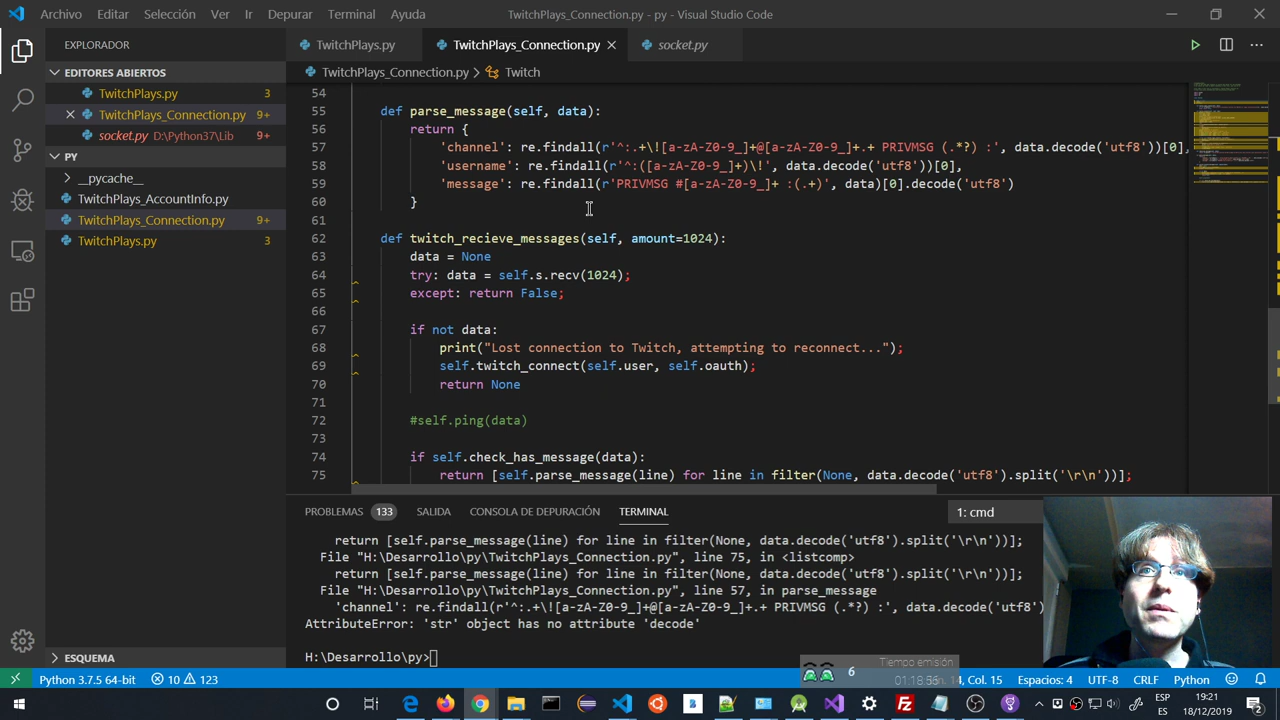 Archivo Editar Selección Ver Ir Depurar Terminal Ayuda TwitchPlays_Connection.py - py - Visual Studio Code
EXPLORADOR
EDITORES ABIERTOS
TwitchPlays.py 3
TwitchPlays_Connection.py 9+
socket.py D:\Python37\Lib 9+
PY
__pycache__
TwitchPlays_AccountInfo.py
TwitchPlays_Connection.py 9+
TwitchPlays.py 3
ESQUEMA
TwitchPlays.py TwitchPlays_Connection.py socket.py
TwitchPlays_Connection.py > Twitch
54
55 def parse_message(self, data):
56 return {
57 'channel re.findall(r'^:.+\![a-zA-Z0-9_]+@[a-zA-Z0-9_]+.+ PRIVMSG (.*?) :', data.decode('utf8'))[0],
58 'username re.findall(r'^:([a-zA-Z0-9_]+)\!', data.decode('utf8'))[0],
59 'message': re.findall(r'PRIVMSG #[a-zA-Z0-9_]+ :(.+)', data)[0].decode('utf8')
60 }
61
62 def twitch_recieve_messages(self, amount=1024):
63 data = None
64 try: data = self.s.recv(1024);
65 except: return False;
66
67 if not data:
68 print("Lost connection to Twitch, attempting to reconnect...");
69 self.twitch_connect(self.user, self.oauth);
70 return None
71
72 #self.ping(data)
73
74 if self.check_has_message(data):
75 return [self.parse_message(line) for line in filter(None, data.decode('utf8').split('\r\n'))];
PROBLEMAS 133 SALIDA CONSOLA DE DEPURACIÓN TERMINAL 1: cmd
return [self.parse_message(line) for line in filter(None, data.decode('utf8').split('\r\n'))];
File "H:\Desarrollo\py\TwitchPlays_Connection.py", line 75, in <listcomp>
return [self.parse_message(line) for line in filter(None, data.decode('utf8').split('\r\n'))];
File "H:\Desarrollo\py\TwitchPlays_Connection.py", line 57, in parse_message
'channel': re.findall(r'^:.+\![a-zA-Z0-9_]+@[a-zA-Z0-9_]+.+ PRIVMSG (.*?) :', data.decode('utf8')
AttributeError: 'str' object has no attribute 'decode'
H:\Desarrollo\py>
6 Tiempo emisión
01:18:56
Python 3.7.5 64-bit 10 123 14, Col. 15 Espacios: 4 UTF-8 CRLF Python
ESP 19:21
ES 18/12/2019 2